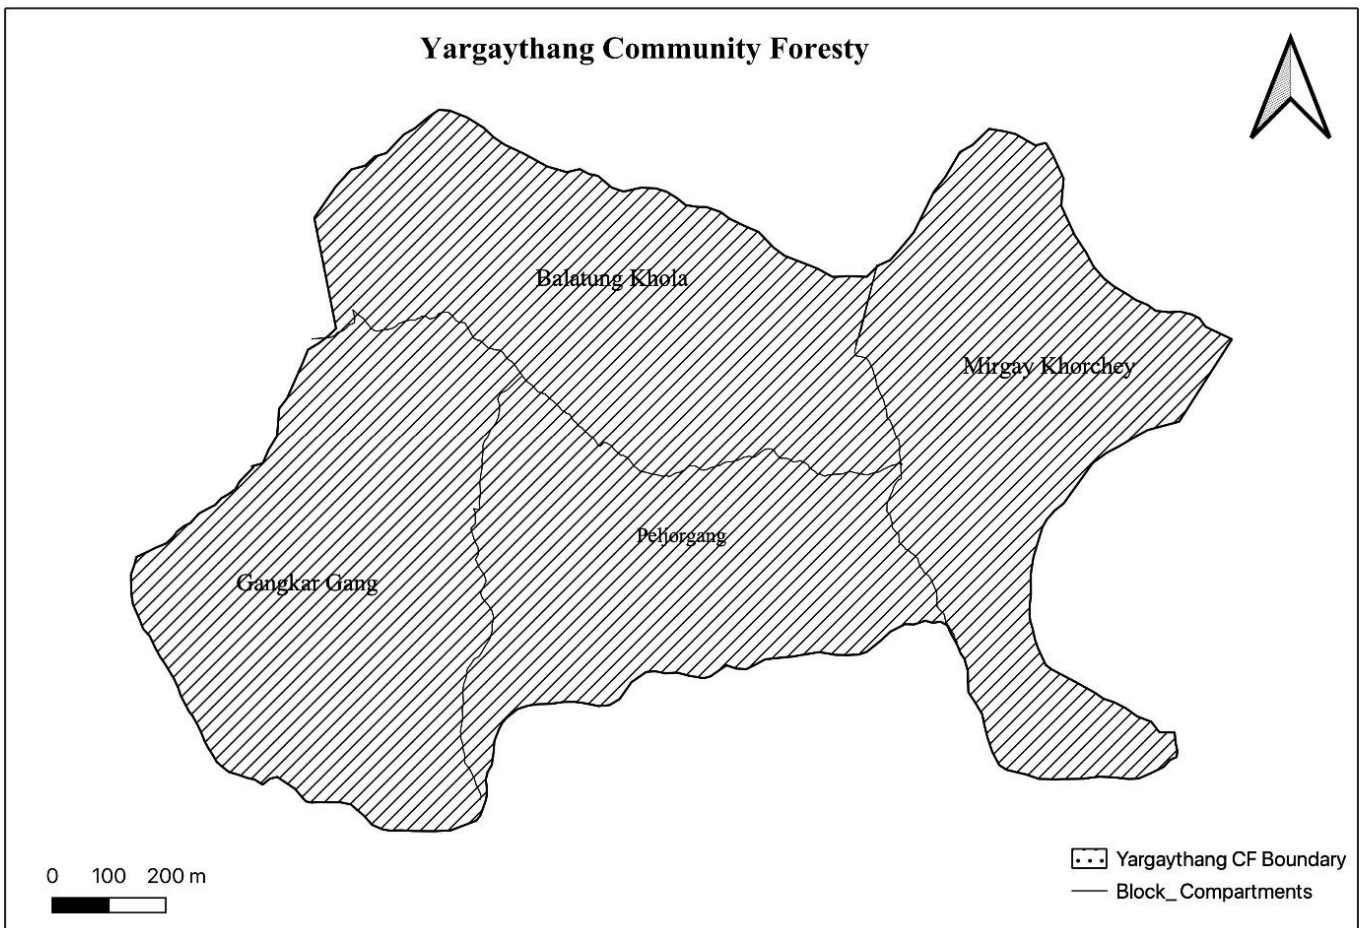 Yargaythang Community Foresty
Balatung Khola
Mirgay Khorchey
Peljorgang
Gangkar Gang
0 100 200 m
Yargaythang CF Boundary
Block_ Compartments